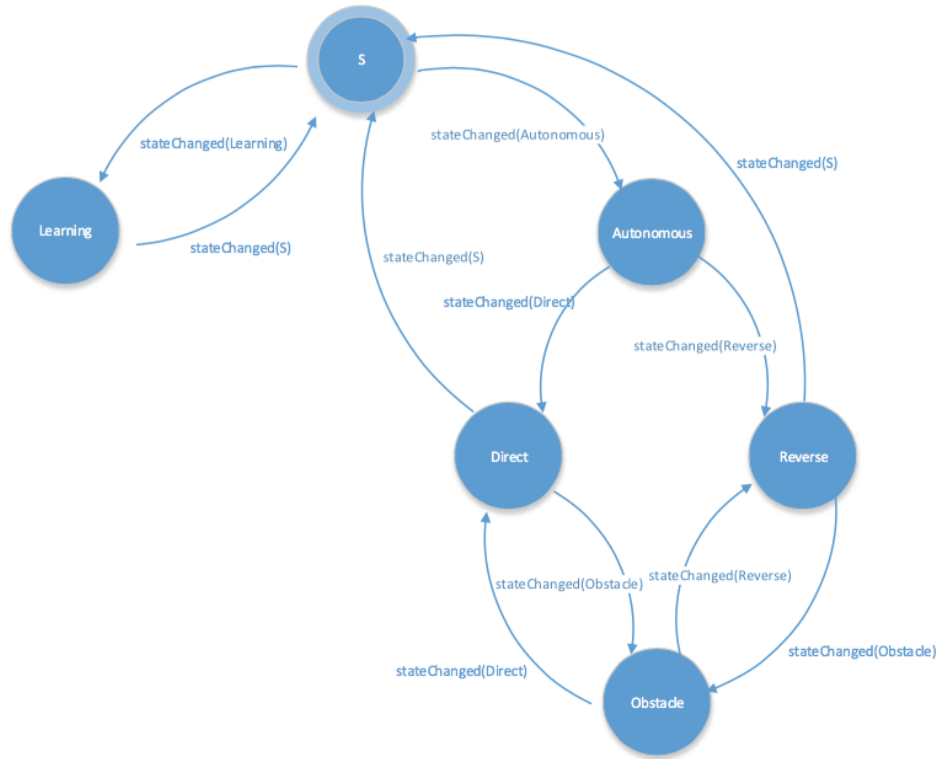 S
stateChanged(Autonomous)
stateChanged(Learning)
stateChanged(S)
Learning
Autonomous
stateChanged(S)
stateChanged(S)
stateChanged(Direct)
stateChanged(Reverse)
Direct
Reverse
stateChanged(Reverse)
stateChanged(Obstacle)
stateChanged(Obstacle)
stateChanged(Direct)
Obstacle